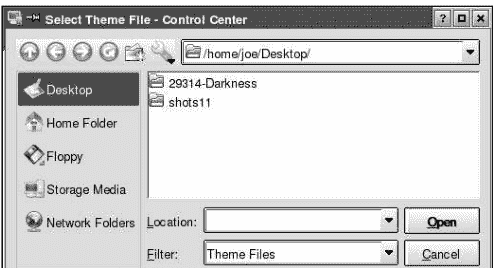 Select Theme File - Control Center
/home/joe/Desktop/
Desktop
Home Folder
Floppy
Storage Media
Network Folders
29314-Darkness
shots11
Location:
Open
Filter:
Theme Files
Cancel